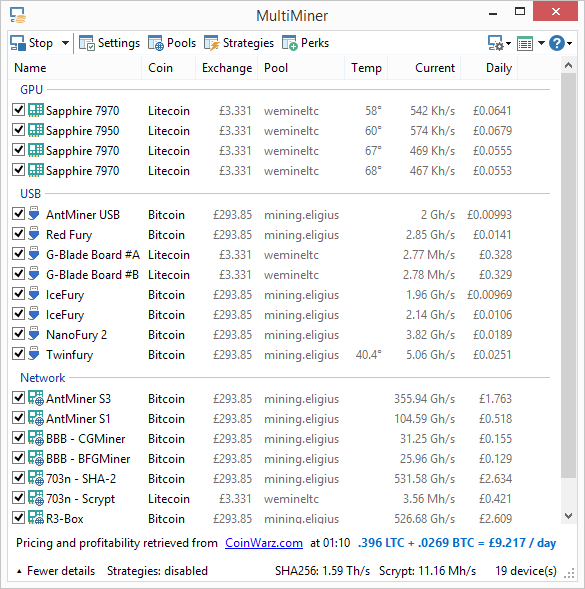 MultiMiner
Stop Settings Pools Strategies Perks
Name Coin Exchange Pool Temp Current Daily
GPU
Sapphire 7970 Litecoin £3.331 wemineltc 58° 542 Kh/s £0.0641
Sapphire 7950 Litecoin £3.331 wemineltc 60° 574 Kh/s £0.0679
Sapphire 7970 Litecoin £3.331 wemineltc 67° 469 Kh/s £0.0555
Sapphire 7970 Litecoin £3.331 wemineltc 68° 467 Kh/s £0.0553
USB
AntMiner USB Bitcoin £293.85 mining.eligius 2 Gh/s £0.00993
Red Fury Bitcoin £293.85 mining.eligius 2.85 Gh/s £0.0141
G-Blade Board #A Litecoin £3.331 wemineltc 2.77 Mh/s £0.328
G-Blade Board #B Litecoin £3.331 wemineltc 2.78 Mh/s £0.329
IceFury Bitcoin £293.85 mining.eligius 1.96 Gh/s £0.00969
IceFury Bitcoin £293.85 mining.eligius 2.14 Gh/s £0.0106
NanoFury 2 Bitcoin £293.85 mining.eligius 3.82 Gh/s £0.0189
Twinfury Bitcoin £293.85 mining.eligius 40.4° 5.06 Gh/s £0.0251
Network
AntMiner S3 Bitcoin £293.85 mining.eligius 355.94 Gh/s £1.763
AntMiner S1 Bitcoin £293.85 mining.eligius 104.59 Gh/s £0.518
BBB - CGMiner Bitcoin £293.85 mining.eligius 31.25 Gh/s £0.155
BBB - BFGMiner Bitcoin £293.85 mining.eligius 25.96 Gh/s £0.129
703n - SHA-2 Bitcoin £293.85 mining.eligius 531.58 Gh/s £2.634
703n - Scrypt Litecoin £3.331 wemineltc 3.56 Mh/s £0.421
R3-Box Bitcoin £293.85 mining.eligius 526.68 Gh/s £2.609
Pricing and profitability retrieved from CoinWarz.com at 01:10 .396 LTC + .0269 BTC = £9.217 / day
Fewer details Strategies: disabled SHA256: 1.59 Th/s Scrypt: 11.16 Mh/s 19 device(s)